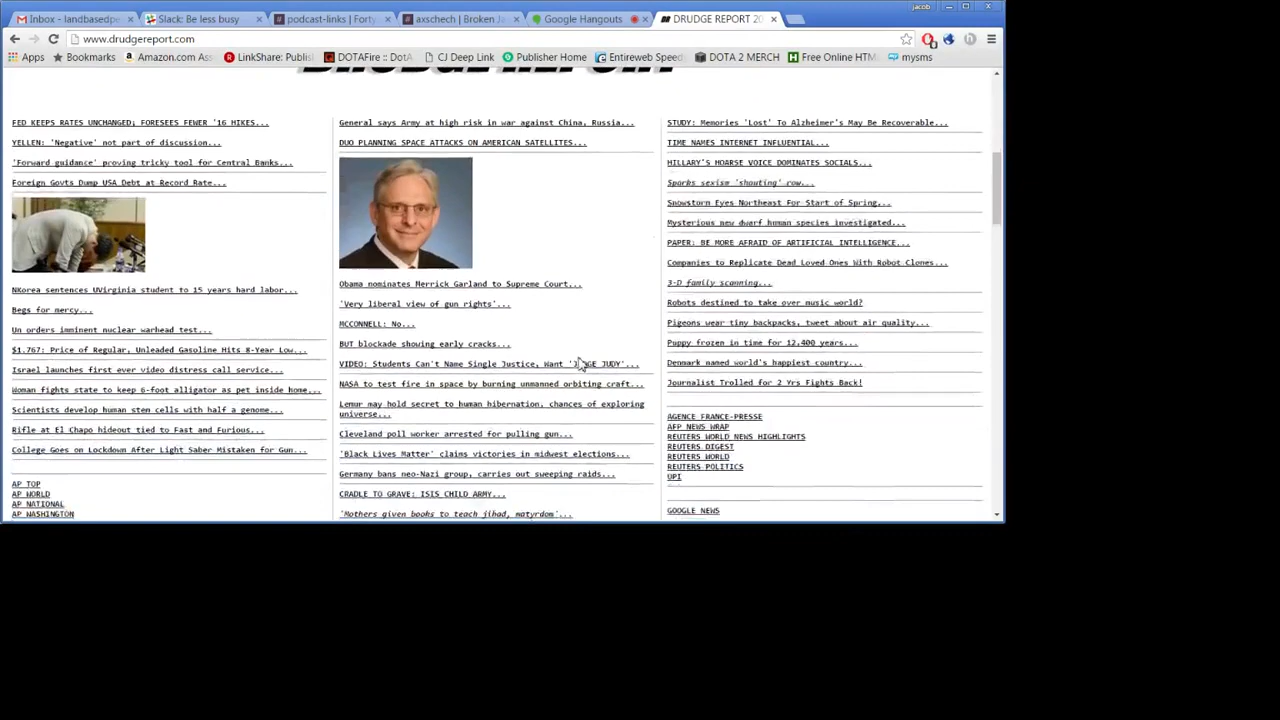 jacob
Inbox - landbasedpe
Slack: Be less busy
podcast-links | Forty
axschech | Broken Ja
Google Hangouts
DRUDGE REPORT 20
www.drudgereport.com
Apps
Bookmarks
Amazon.com Ass
LinkShare: Publis
DOTAFire :: Dot
CJ Deep Link
Publisher Home
Entireweb Speed
DOTA 2 MERCH
Free Online HTM
mysms
DRUDGE REPORT
FED KEEPS RATES UNCHANGED; FORESEES FEWER '16 HIKES...
YELLEN: 'Negative' not part of discussion...
'Forward guidance' proving tricky tool for Central Banks...
Foreign Govts Dump USA Debt at Record Rate...
NKorea sentences UVirginia student to 15 years hard labor...
Begs for mercy...
Un orders imminent nuclear warhead test...
$1.767: Price of Regular, Unleaded Gasoline Hits 8-Year Low...
Israel launches first ever video distress call service...
Woman fights state to keep 6-foot alligator as pet inside home...
Scientists develop human stem cells with half a genome...
Rifle at El Chapo hideout tied to Fast and Furious...
College Goes on Lockdown After Light Saber Mistaken for Gun...
AP TOP
AP WORLD
AP NATIONAL
AP WASHINGTON
General says Army at high risk in war against China, Russia...
DUO PLANNING SPACE ATTACKS ON AMERICAN SATELLITES...
Obama nominates Merrick Garland to Supreme Court...
'Very liberal view of gun rights'...
MCCONNELL: No...
BUT blockade showing early cracks...
VIDEO: Students Can't Name Single Justice, Want 'JUDGE JUDY'...
NASA to test fire in space by burning unmanned orbiting craft...
Lemur may hold secret to human hibernation, chances of exploring
universe...
Cleveland poll worker arrested for pulling gun...
'Black Lives Matter' claims victories in midwest elections...
Germany bans neo-Nazi group, carries out sweeping raids...
CRADLE TO GRAVE: ISIS CHILD ARMY...
'Mothers given books to teach jihad, matyrdom'...
STUDY: Memories 'Lost' To Alzheimer's May Be Recoverable...
TIME NAMES INTERNET INFLUENTIAL...
HILLARY'S HOARSE VOICE DOMINATES SOCIALS...
Sparks sexism 'shouting' row...
Snowstorm Eyes Northeast For Start of Spring...
Mysterious new dwarf human species investigated...
PAPER: BE MORE AFRAID OF ARTIFICIAL INTELLIGENCE...
Companies to Replicate Dead Loved Ones With Robot Clones...
3-D family scanning...
Robots destined to take over music world?
Pigeons wear tiny backpacks, tweet about air quality...
Puppy frozen in time for 12,400 years...
Denmark named world's happiest country...
Journalist Trolled for 2 Yrs Fights Back!
AGENCE FRANCE-PRESSE
AFP NEWS WRAP
REUTERS WORLD NEWS HIGHLIGHTS
REUTERS DIGEST
REUTERS WORLD
REUTERS POLITICS
UPI
GOOGLE NEWS